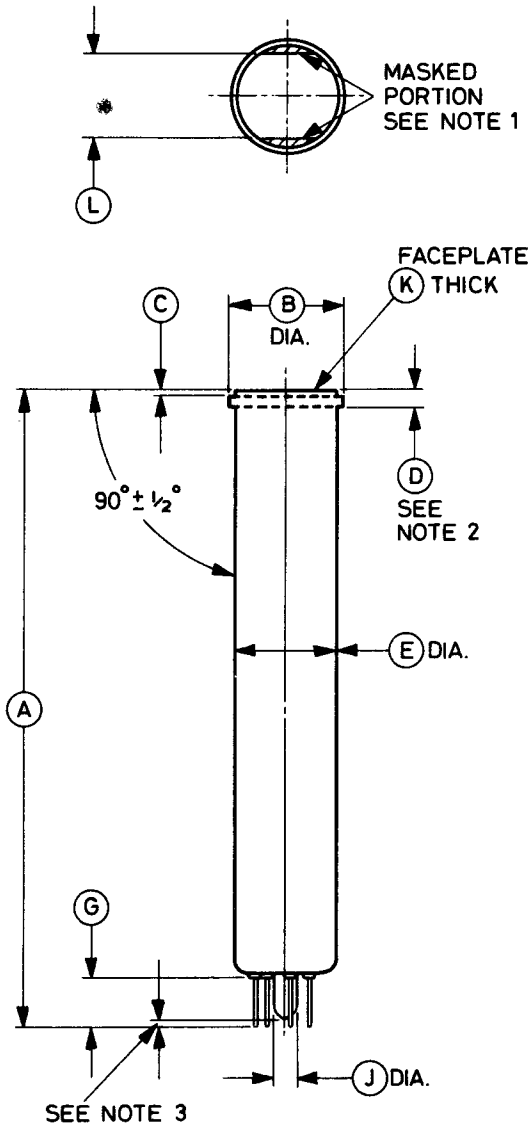 MASKED
PORTION
SEE NOTE 1
L
FACEPLATE
K THICK
C
B
DIA.
D
SEE
NOTE 2
90° ± ½°
E DIA.
A
G
J DIA.
SEE NOTE 3